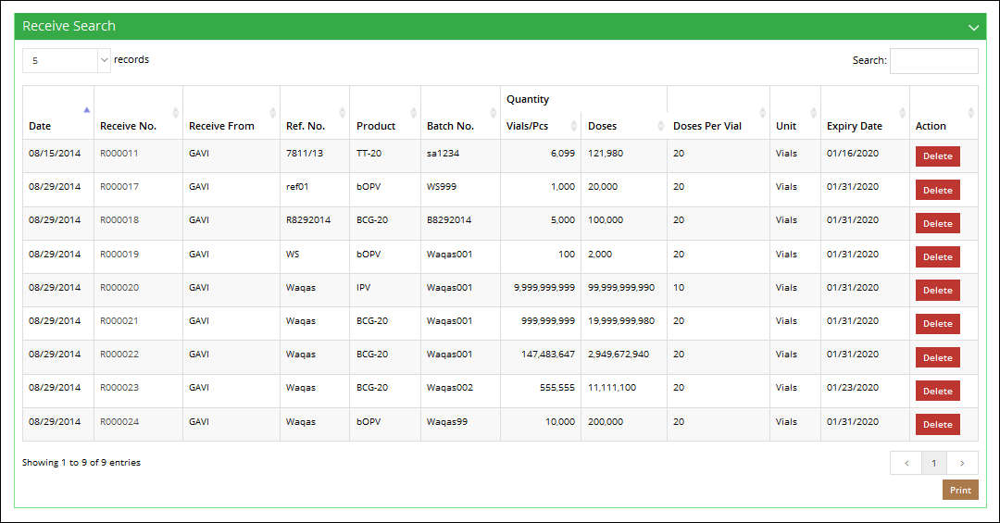 Receive Search
5 records Search:
Quantity
Date Receive No. Receive From Ref. No. Product Batch No. Vials/Pcs Doses Doses Per Vial Unit Expiry Date Action
08/15/2014 R000011 GAVI 7811/13 TT-20 sa1234 6,099 121,980 20 Vials 01/16/2020 Delete
08/29/2014 R000017 GAVI ref01 bOPV WS999 1,000 20,000 20 Vials 01/31/2020 Delete
08/29/2014 R000018 GAVI R8292014 BCG-20 B8292014 5,000 100,000 20 Vials 01/31/2020 Delete
08/29/2014 R000019 GAVI WS bOPV Waqas001 100 2,000 20 Vials 01/31/2020 Delete
08/29/2014 R000020 GAVI Waqas IPV Waqas001 9,999,999,999 99,999,999,990 10 Vials 01/31/2020 Delete
08/29/2014 R000021 GAVI Waqas BCG-20 Waqas001 999,999,999 19,999,999,980 20 Vials 01/31/2020 Delete
08/29/2014 R000022 GAVI Waqas BCG-20 Waqas001 147,483,647 2,949,672,940 20 Vials 01/31/2020 Delete
08/29/2014 R000023 GAVI Waqas BCG-20 Waqas002 555,555 11,111,100 20 Vials 01/23/2020 Delete
08/29/2014 R000024 GAVI Waqas bOPV Waqas99 10,000 200,000 20 Vials 01/31/2020 Delete
Showing 1 to 9 of 9 entries < 1 >
Print